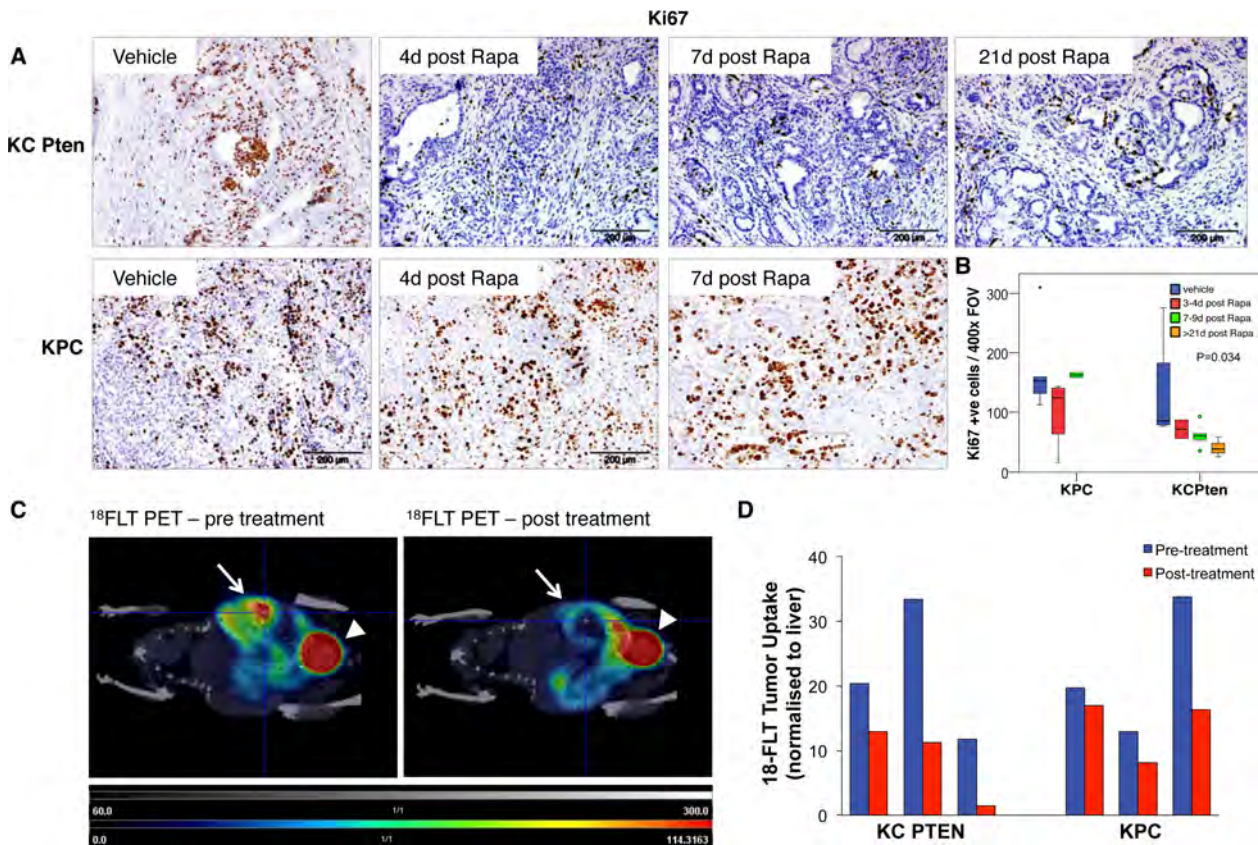 Ki67
A
Vehicle
4d post Rapa
7d post Rapa
21d post Rapa
KC Pten
200 µm
200 µm
200 µm
Vehicle
4d post Rapa
7d post Rapa
KPC
200 µm
200 µm
200 µm
B
vehicle
3-4d post Rapa
7-9d post Rapa
>21d post Rapa
P=0.034
Ki67 +ve cells / 400x FOV
300
200
100
0
KPC
KCPten
C
¹⁸FLT PET – pre treatment
¹⁸FLT PET – post treatment
60.0
1/1
300.0
0.0
1/1
114.3163
D
Pre-treatment
Post-treatment
18-FLT Tumor Uptake
(normalised to liver)
40
30
20
10
0
KC PTEN
KPC